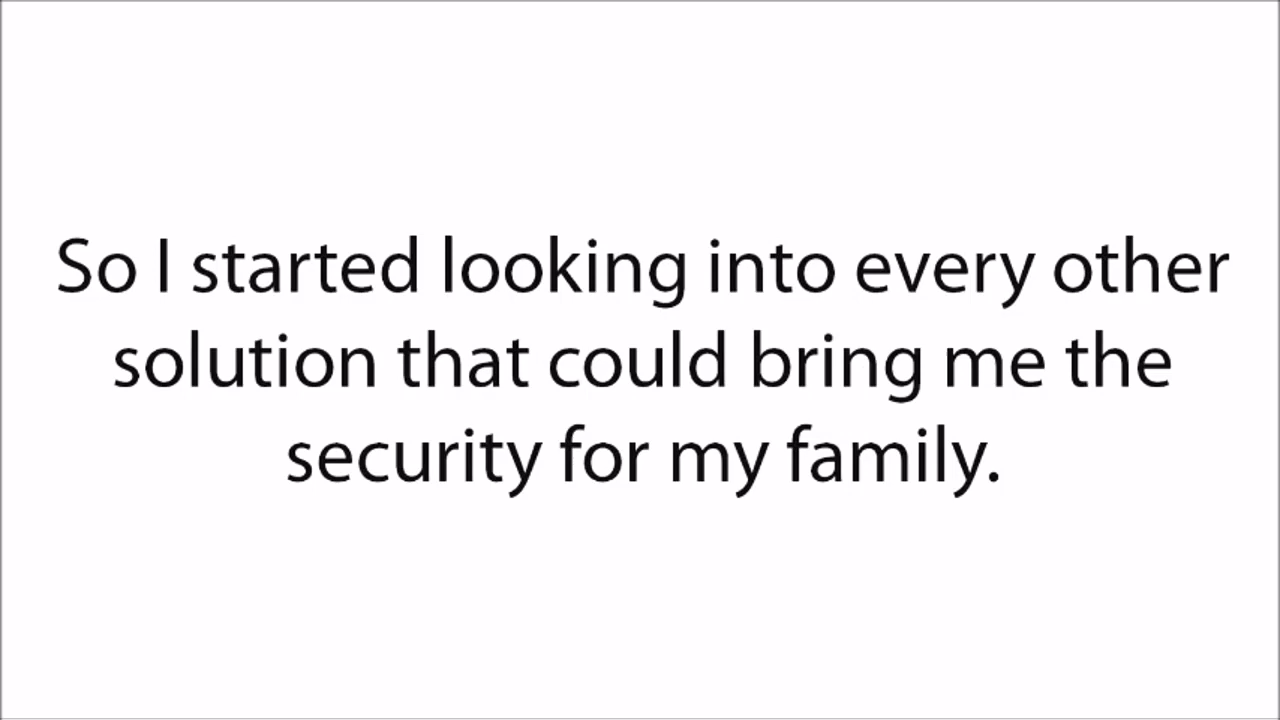 So I started looking into every other
solution that could bring me the
security for my family.